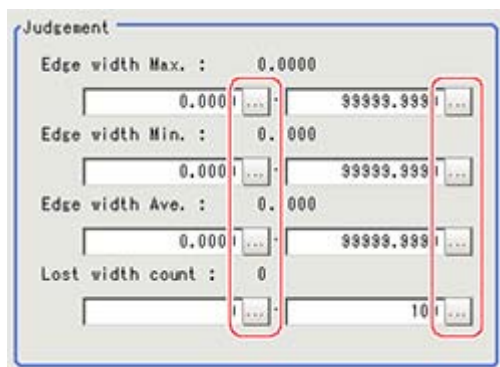 Judgement
Edge width Max. : 0.0000
0.000 ... - 99999.999 ...
Edge width Min. : 0. 000
0.000 ... - 99999.999 ...
Edge width Ave. : 0. 000
0.000 ... - 99999.999 ...
Lost width count : 0
... - 10 ...